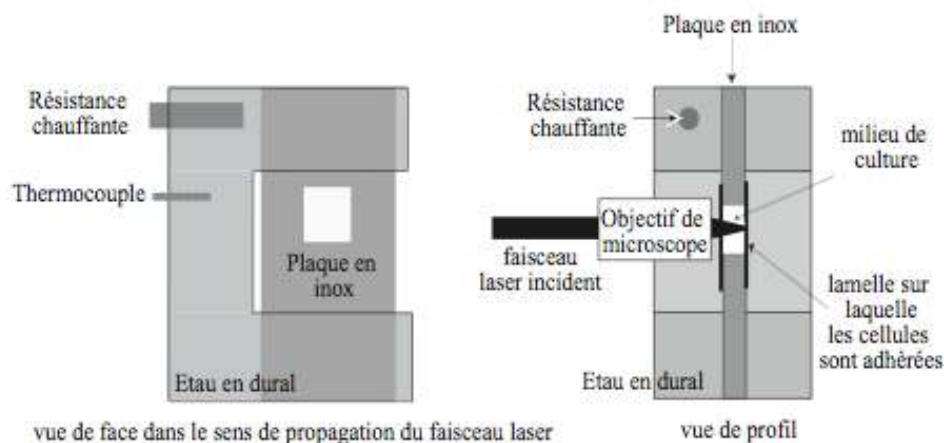 Plaque en inox
Résistance
chauffante
Thermocouple
Plaque en
inox
Etau en dural
vue de face dans le sens de propagation du faisceau laser
Résistance
chauffante
milieu de
culture
Objectif de
microscope
faisceau
laser incident
lamelle sur
laquelle
les cellules
sont adhèrées
Etau en dural
vue de profil